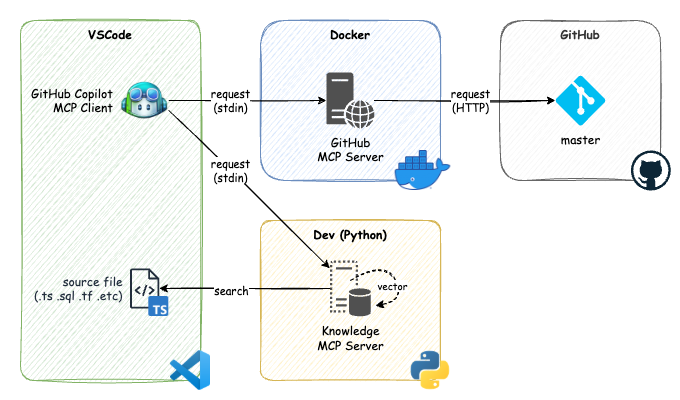 VSCode
Docker
GitHub
GitHub Copilot
MCP Client
request
(stdin)
request
(HTTP)
GitHub
MCP Server
master
request
(stdin)
Dev (Python)
source file
(.ts .sql .tf .etc)
</>
TS
search
vector
Knowledge
MCP Server